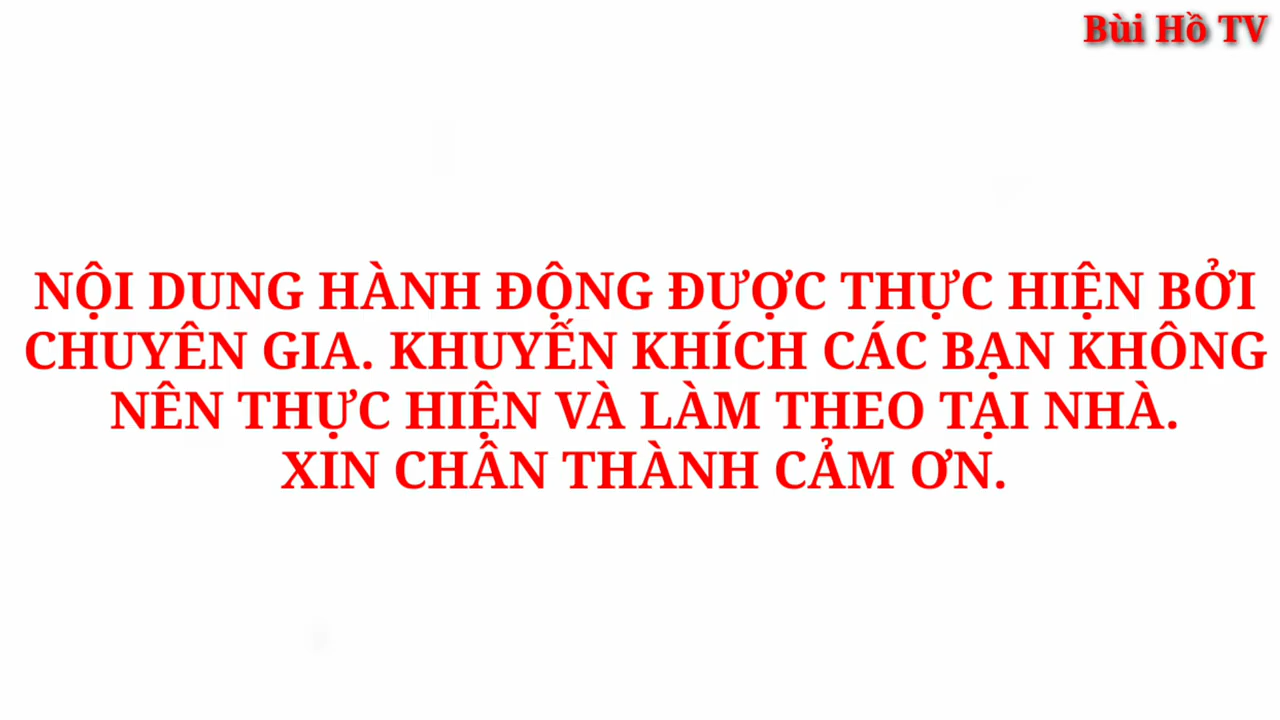 Bùi Hồ TV
NỘI DUNG HÀNH ĐỘNG ĐƯỢC THỰC HIỆN BỞI
CHUYÊN GIA. KHUYẾN KHÍCH CÁC BẠN KHÔNG
NÊN THỰC HIỆN VÀ LÀM THEO TẠI NHÀ.
XIN CHÂN THÀNH CẢM ƠN.